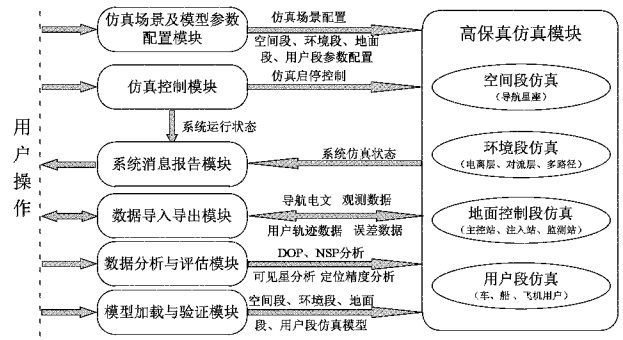 用户操作
仿真场景及模型参数
配置模块
仿真场景配置
空间段、环境段、地面
段、用户段参数配置
仿真控制模块
仿真启停控制
系统运行状态
系统消息报告模块
系统仿真状态
数据导入导出模块
导航电文 观测数据
用户轨迹数据 误差数据
数据分析与评估模块
DOP、NSP分析
可见星分析 定位精度分析
模型加载与验证模块
空间段、环境段、地面
段、用户段仿真模型
高保真仿真模块
空间段仿真
（导航星座）
环境段仿真
（电离层、对流层、多路径）
地面控制段仿真
（主控站、注入站、监测站）
用户段仿真
（车、船、飞机用户）